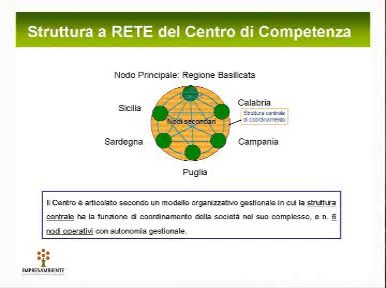 Struttura a RETE del Centro di Competenza
Nodo Principale: Regione Basilicata
Sicilia
Calabria
Struttura centrale
di coordinamento
Nodi secondari
Sardegna
Campania
Puglia
Il Centro è articolato secondo un modello organizzativo gestionale in cui la struttura
centrale ha la funzione di coordinamento della società nel suo complesso, e n. 6
nodi operativi con autonomia gestionale.
IMPRESAMBIENTE